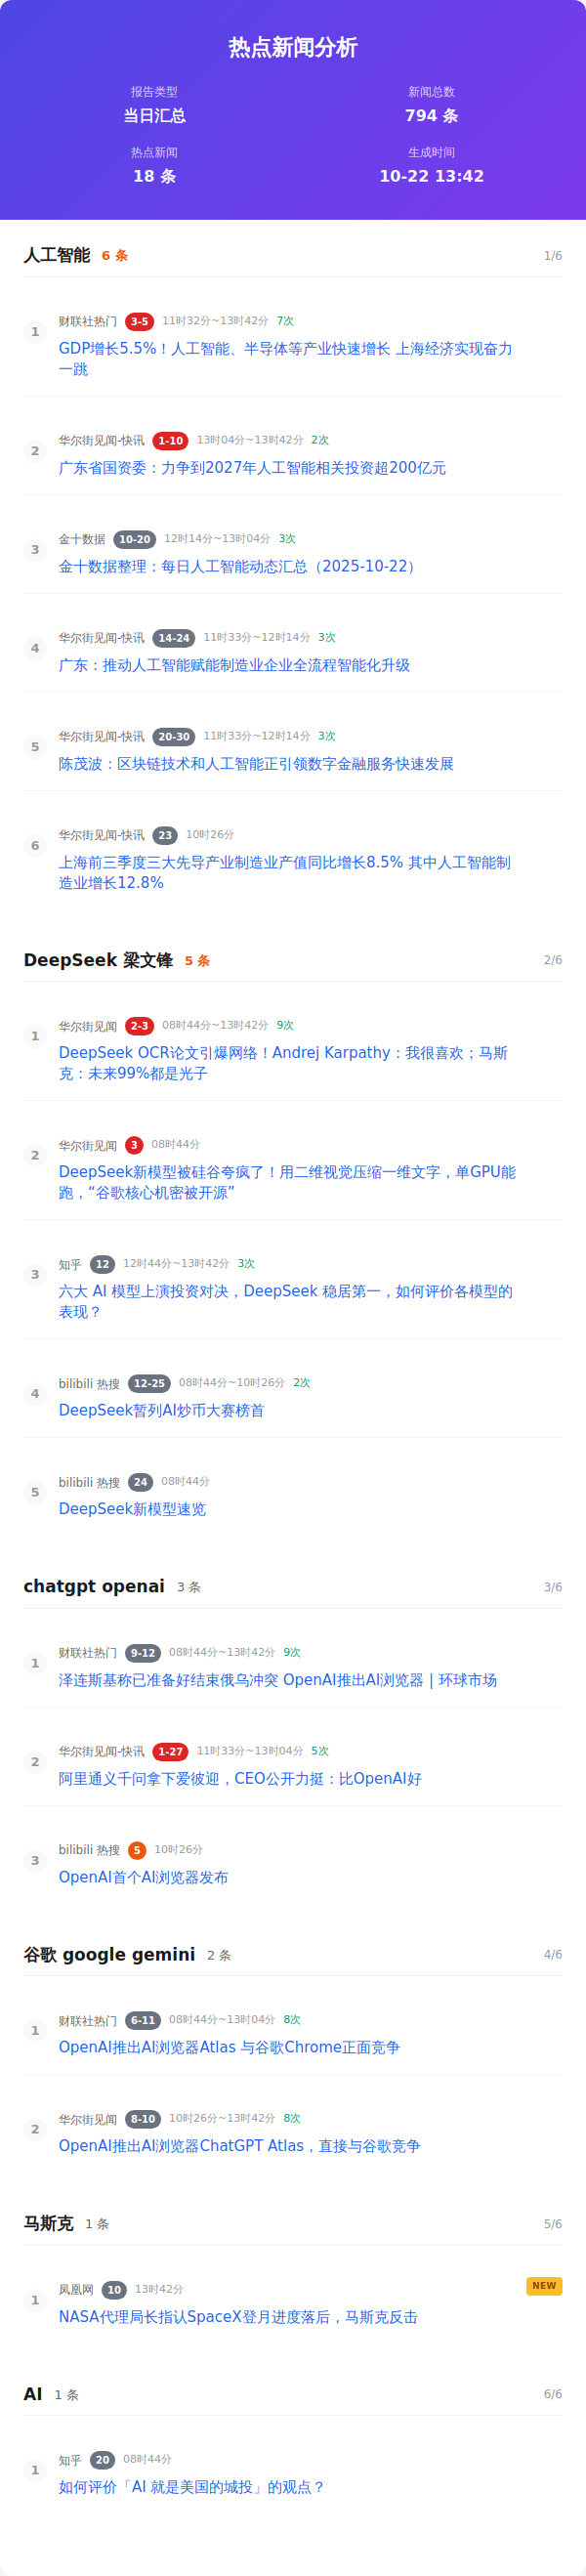 热点新闻分析
报告类型
新闻总数
当日汇总
794 条
热点新闻
生成时间
18 条
10-22 13:42
人工智能 6 条 1/6
1
财联社热门 3-5 11时32分~13时42分 7次
GDP增长5.5%！人工智能、半导体等产业快速增长 上海经济实现奋力
一跳
2
华尔街见闻-快讯 1-10 13时04分~13时42分 2次
广东省国资委：力争到2027年人工智能相关投资超200亿元
3
金十数据 10-20 12时14分~13时04分 3次
金十数据整理：每日人工智能动态汇总（2025-10-22）
4
华尔街见闻-快讯 14-24 11时33分~12时14分 3次
广东：推动人工智能赋能制造业企业全流程智能化升级
5
华尔街见闻-快讯 20-30 11时33分~12时14分 3次
陈茂波：区块链技术和人工智能正引领数字金融服务快速发展
6
华尔街见闻-快讯 23 10时26分
上海前三季度三大先导产业制造业产值同比增长8.5% 其中人工智能制
造业增长12.8%
DeepSeek 梁文锋 5 条 2/6
1
华尔街见闻 2-3 08时44分~13时42分 9次
DeepSeek OCR论文引爆网络！Andrej Karpathy：我很喜欢；马斯
克：未来99%都是光子
2
华尔街见闻 3 08时44分
DeepSeek新模型被硅谷夸疯了！用二维视觉压缩一维文字，单GPU能
跑，“谷歌核心机密被开源”
3
知乎 12 12时44分~13时42分 3次
六大 AI 模型上演投资对决，DeepSeek 稳居第一，如何评价各模型的
表现？
4
bilibili 热搜 12-25 08时44分~10时26分 2次
DeepSeek暂列AI炒币大赛榜首
5
bilibili 热搜 24 08时44分
DeepSeek新模型速览
chatgpt openai 3 条 3/6
1
财联社热门 9-12 08时44分~13时42分 9次
泽连斯基称已准备好结束俄乌冲突 OpenAI推出AI浏览器 | 环球市场
2
华尔街见闻-快讯 1-27 11时33分~13时04分 5次
阿里通义千问拿下爱彼迎，CEO公开力挺：比OpenAI好
3
bilibili 热搜 5 10时26分
OpenAI首个AI浏览器发布
谷歌 google gemini 2 条 4/6
1
财联社热门 6-11 08时44分~13时04分 8次
OpenAI推出AI浏览器Atlas 与谷歌Chrome正面竞争
2
华尔街见闻 8-10 10时26分~13时42分 8次
OpenAI推出AI浏览器ChatGPT Atlas，直接与谷歌竞争
马斯克 1 条 5/6
1
凤凰网 10 13时42分 NEW
NASA代理局长指认SpaceX登月进度落后，马斯克反击
AI 1 条 6/6
1
知乎 20 08时44分
如何评价「AI 就是美国的城投」的观点？